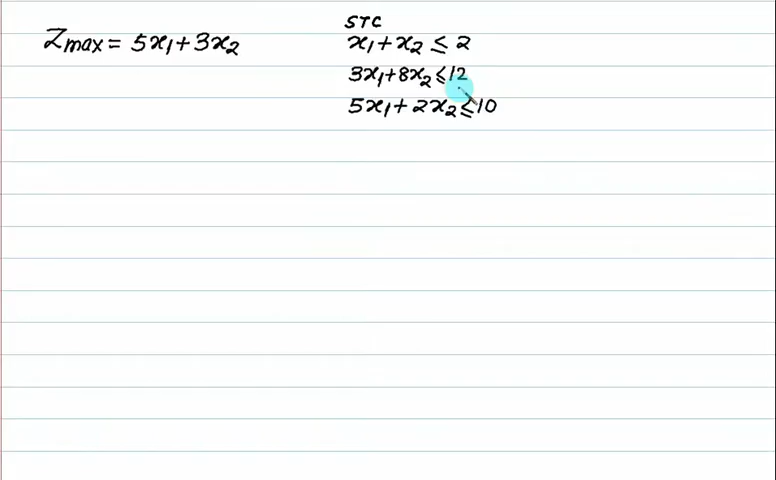 Zmax = 5x₁ + 3x₂
STC
x₁ + x₂ ≤ 2
3x₁ + 8x₂ ≤ 12
5x₁ + 2x₂ ≤ 10